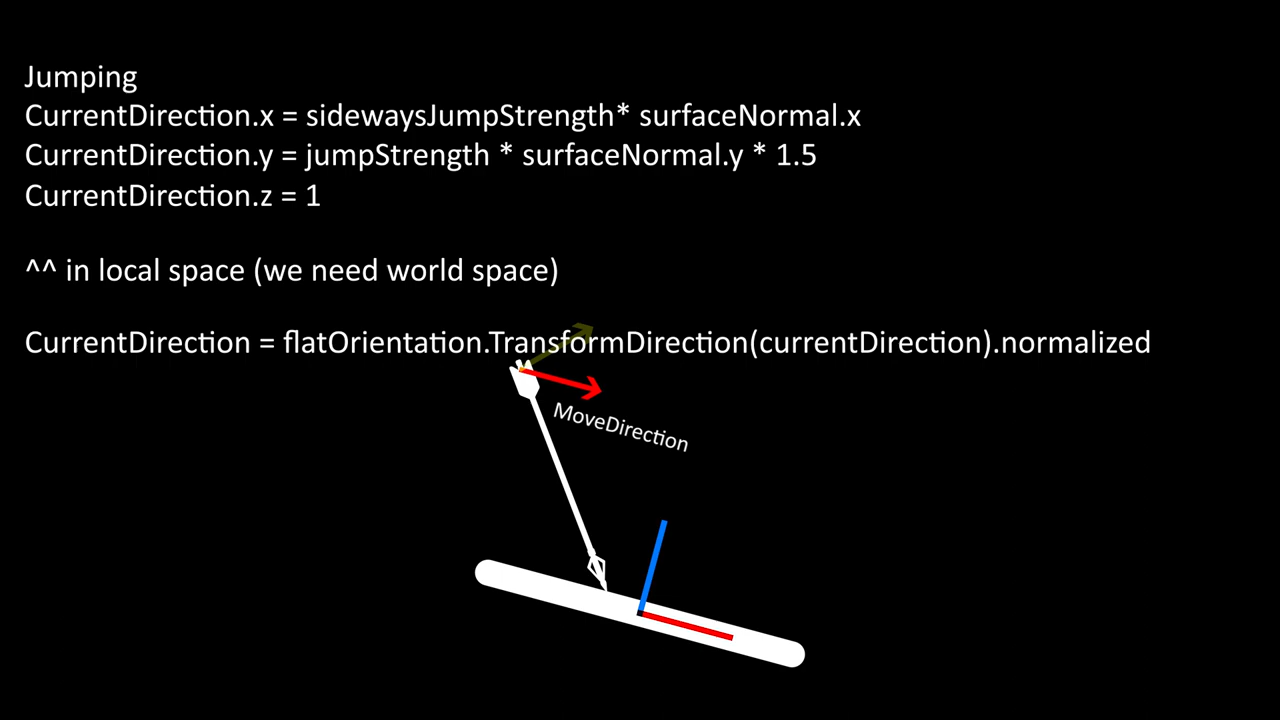 Jumping
CurrentDirection.x = sidewaysJumpStrength* surfaceNormal.x
CurrentDirection.y = jumpStrength * surfaceNormal.y * 1.5
CurrentDirection.z = 1
^^ in local space (we need world space)
CurrentDirection = flatOrientation.TransformDirection(currentDirection).normalized
MoveDirection